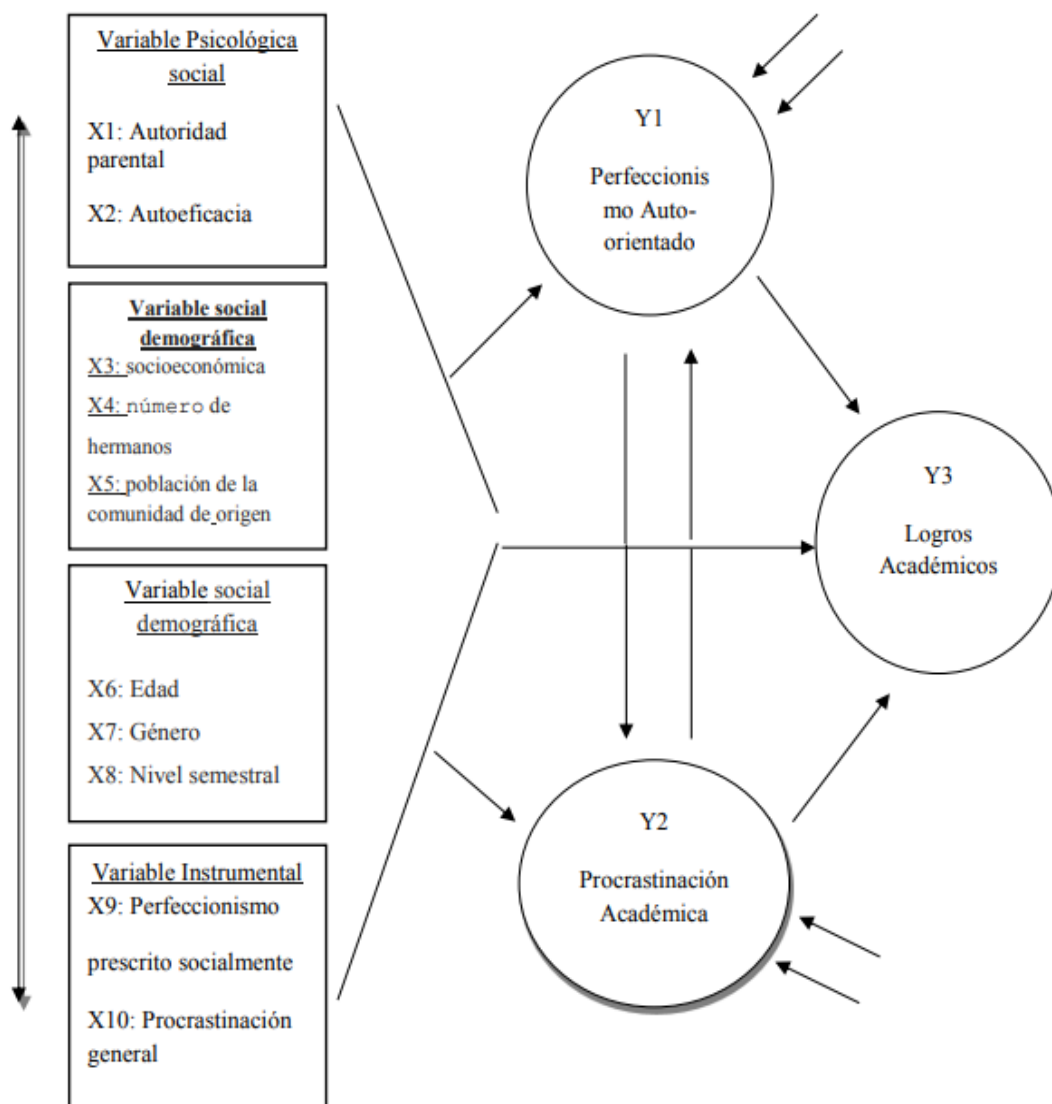 Variable Psicológica
social
X1: Autoridad
parental
X2: Autoeficacia
Variable social
demográfica
X3: socioeconómica
X4: número de
hermanos
X5: población de la
comunidad de origen
Variable social
demográfica
X6: Edad
X7: Género
X8: Nivel semestral
Variable Instrumental
X9: Perfeccionismo
prescrito socialmente
X10: Procrastinación
general
Y1
Perfeccionis
mo Auto-
orientado
Y3
Logros
Académicos
Y2
Procrastinación
Académica